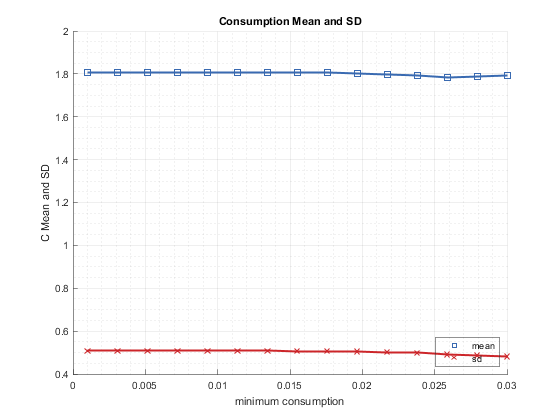 Consumption Mean and SD
2
1.8
1.6
1.4
1.2
1
0.8
0.6
0.4
C Mean and SD
mean
sd
0 0.005 0.01 0.015 0.02 0.025 0.03
minimum consumption